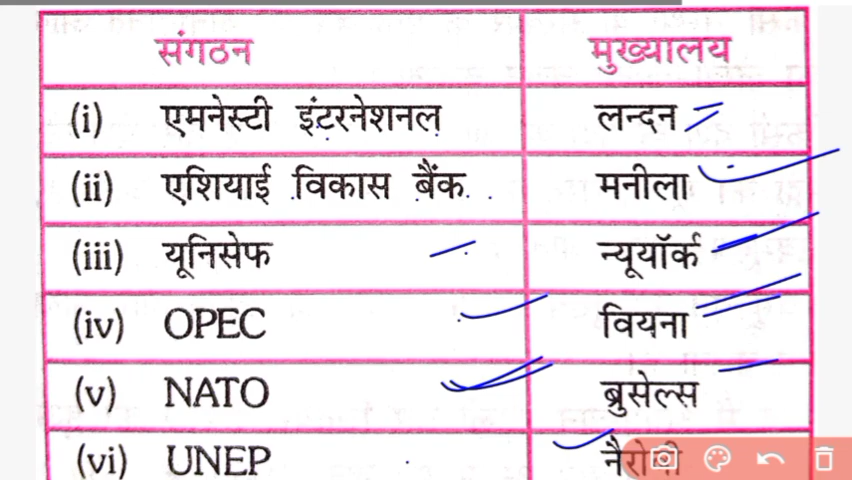 संगठन मुख्यालय
(i) एमनेस्टी इंटरनेशनल लन्दन
(ii) एशियाई विकास बैंक मनीला
(iii) यूनिसेफ न्यूयॉर्क
(iv) OPEC वियना
(v) NATO ब्रुसेल्स
(vi) UNEP